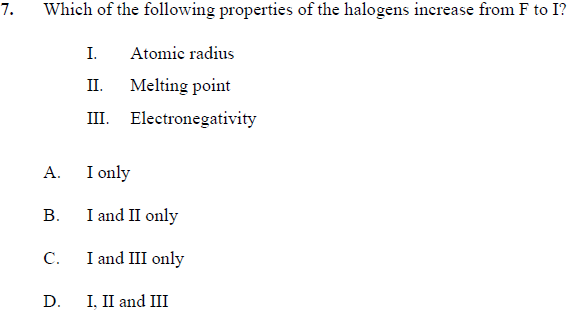 7. Which of the following properties of the halogens increase from F to I?
I. Atomic radius
II. Melting point
III. Electronegativity
A. I only
B. I and II only
C. I and III only
D. I, II and III